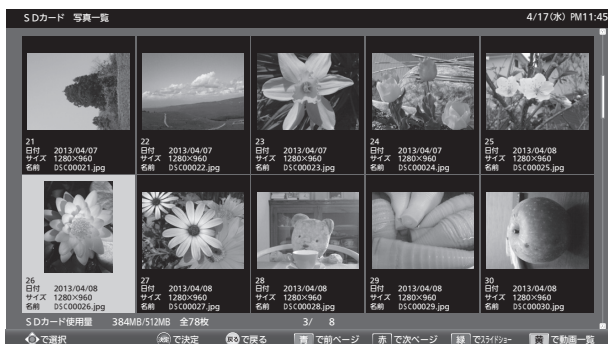 SDカード 写真一覧 4/17(水) PM11:45
21
日付 2013/04/07
サイズ 1280×960
名前 DSC00021.jpg
22
日付 2013/04/07
サイズ 1280×960
名前 DSC00022.jpg
23
日付 2013/04/07
サイズ 1280×960
名前 DSC00023.jpg
24
日付 2013/04/07
サイズ 1280×960
名前 DSC00024.jpg
25
日付 2013/04/08
サイズ 1280×960
名前 DSC00025.jpg
26
日付 2013/04/08
サイズ 1280×960
名前 DSC00026.jpg
27
日付 2013/04/08
サイズ 1280×960
名前 DSC00027.jpg
28
日付 2013/04/08
サイズ 1280×960
名前 DSC00028.jpg
29
日付 2013/04/08
サイズ 1280×960
名前 DSC00029.jpg
30
日付 2013/04/08
サイズ 1280×960
名前 DSC00030.jpg
SDカード使用量 384MB/512MB 全78枚 3/ 8
で選択 決定 で決定 戻る で戻る 青 で前ページ 赤 で次ページ 緑 でスライドショー 黄 で動画一覧